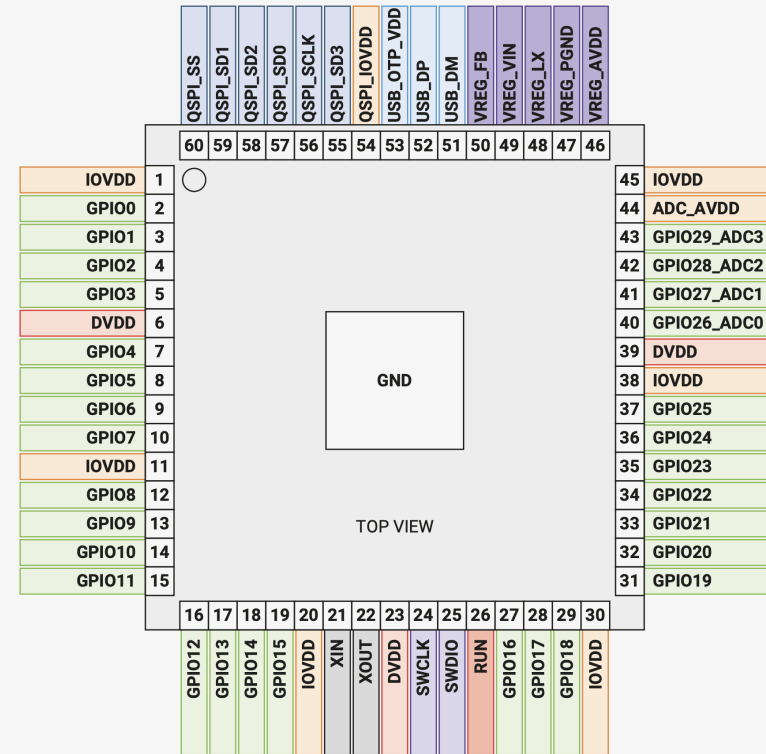 QSPI_SS
QSPI_SD1
QSPI_SD2
QSPI_SD0
QSPI_SCLK
QSPI_SD3
QSPI_IOVDD
USB_OTP_VDD
USB_DP
USB_DM
VREG_FB
VREG_VIN
VREG_LX
VREG_PGND
VREG_AVDD
60 59 58 57 56 55 54 53 52 51 50 49 48 47 46
IOVDD 1
GPIO0 2
GPIO1 3
GPIO2 4
GPIO3 5
DVDD 6
GPIO4 7
GPIO5 8
GPIO6 9
GPIO7 10
IOVDD 11
GPIO8 12
GPIO9 13
GPIO10 14
GPIO11 15
GND
TOP VIEW
45 IOVDD
44 ADC_AVDD
43 GPIO29_ADC3
42 GPIO28_ADC2
41 GPIO27_ADC1
40 GPIO26_ADC0
39 DVDD
38 IOVDD
37 GPIO25
36 GPIO24
35 GPIO23
34 GPIO22
33 GPIO21
32 GPIO20
31 GPIO19
16 17 18 19 20 21 22 23 24 25 26 27 28 29 30
GPIO12
GPIO13
GPIO14
GPIO15
IOVDD
XIN
XOUT
DVDD
SWCLK
SWDIO
RUN
GPIO16
GPIO17
GPIO18
IOVDD